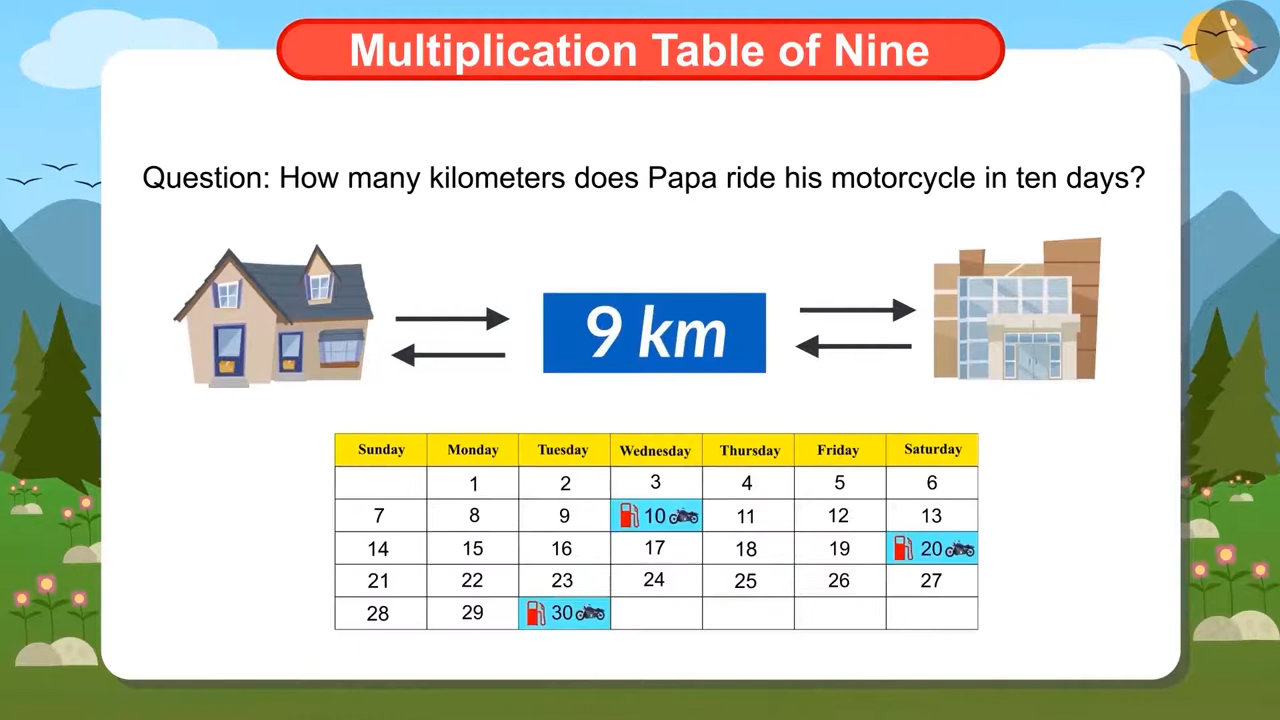 Multiplication Table of Nine
Question: How many kilometers does Papa ride his motorcycle in ten days?
9 km
Sunday Monday Tuesday Wednesday Thursday Friday Saturday
1 2 3 4 5 6
7 8 9 10 11 12 13
14 15 16 17 18 19 20
21 22 23 24 25 26 27
28 29 30